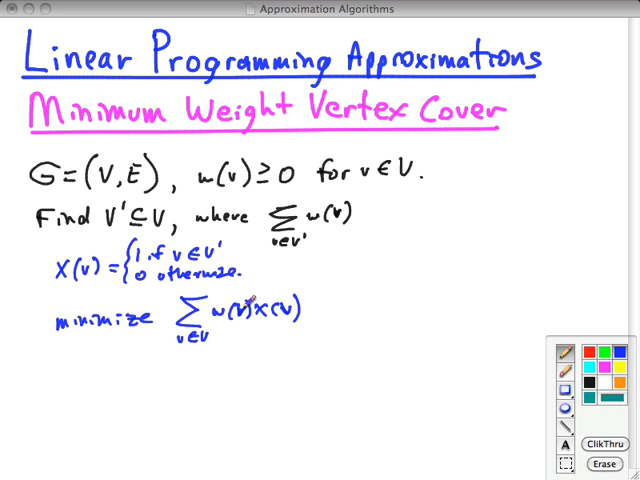 Approximation Algorithms
Linear Programming Approximations
Minimum Weight Vertex Cover
G=(V,E), w(v)≥0 for v∈V.
Find V'⊆V, where ∑_{v∈V'} w(v)
X(v)={1 if v∈V'
0 otherwise.
minimize ∑_{v∈V} w(v)x(v)
A
ClikThru
Erase